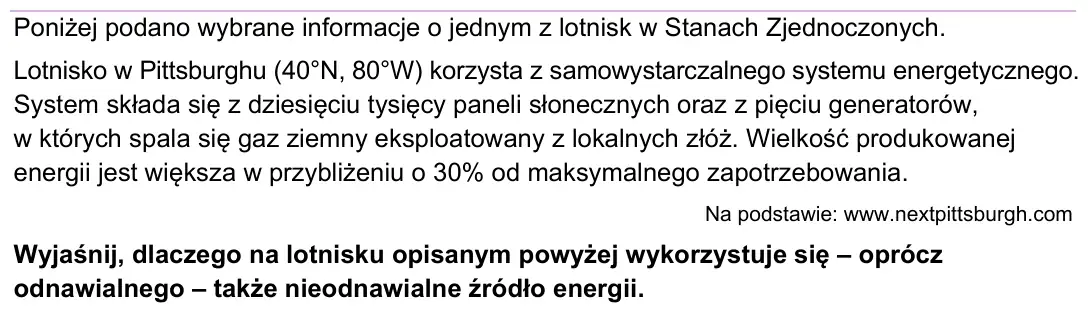 Poniżej podano wybrane informacje o jednym z lotnisk w Stanach Zjednoczonych.
Lotnisko w Pittsburghu (40°N, 80°W) korzysta z samowystarczalnego systemu energetycznego.
System składa się z dziesięciu tysięcy paneli słonecznych oraz z pięciu generatorów,
w których spala się gaz ziemny eksploatowany z lokalnych złóż. Wielkość produkowanej
energii jest większa w przybliżeniu o 30% od maksymalnego zapotrzebowania.
Na podstawie: www.nextpittsburgh.com
Wyjaśnij, dlaczego na lotnisku opisanym powyżej wykorzystuje się – oprócz
odnawialnego – także nieodnawialne źródło energii.